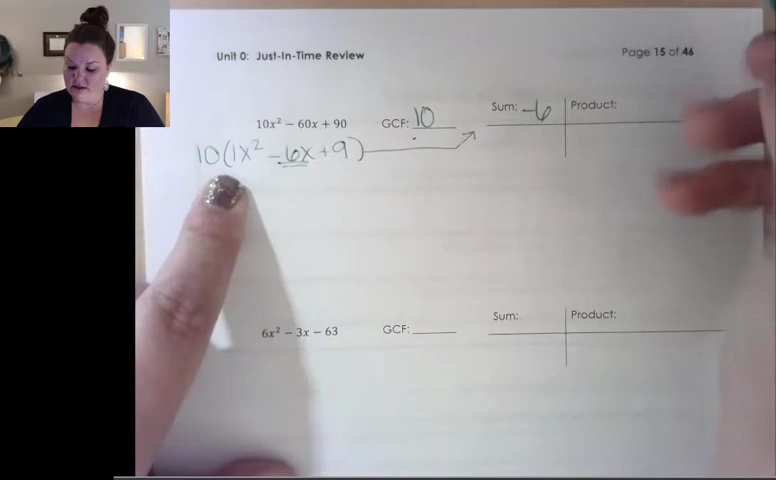 Unit 0: Just-In-Time Review
Page 15 of 46
10x² − 60x + 90 GCF: 10 Sum: -6 Product:
10(1x² - 6x + 9)
6x² − 3x − 63 GCF: ______ Sum: Product: